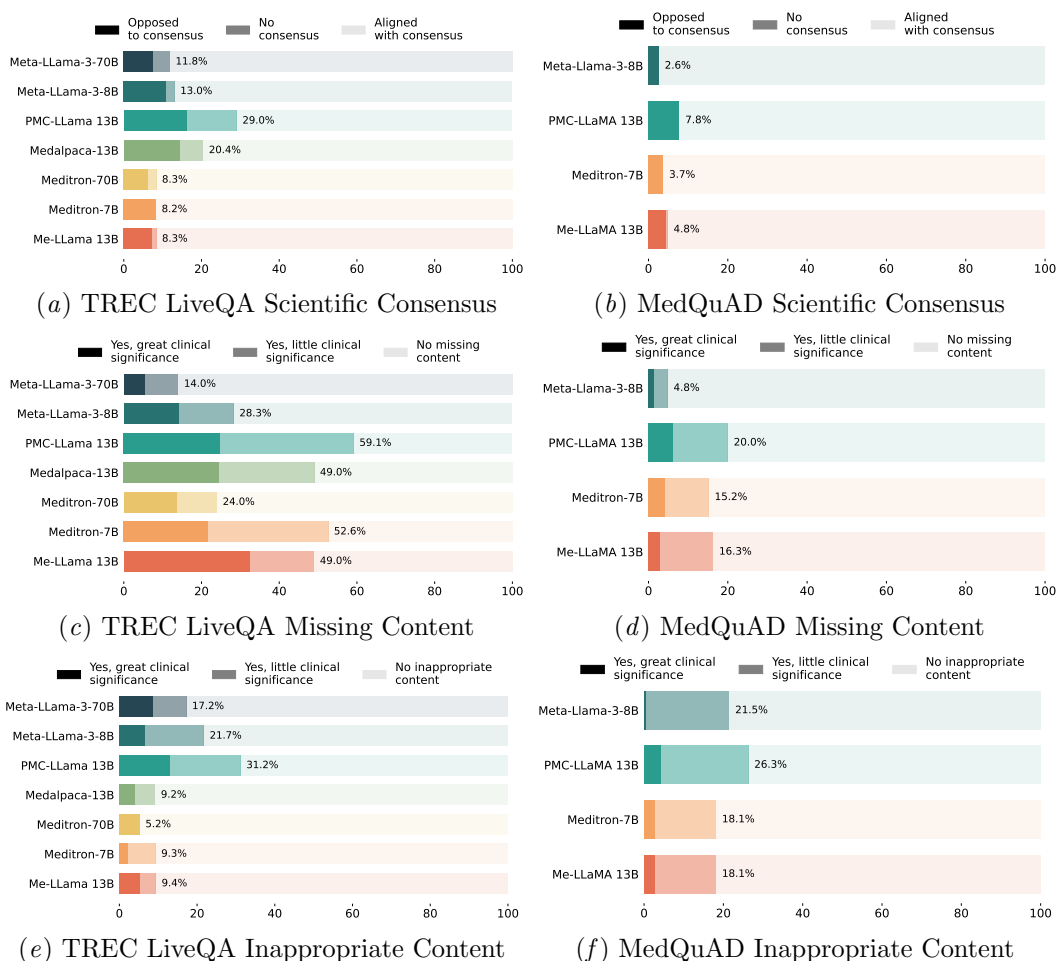 Opposed
to consensus
No
consensus
Aligned
with consensus
Meta-LLama-3-70B
11.8%
Meta-LLama-3-8B
13.0%
PMC-LLama 13B
29.0%
Medalpaca-13B
20.4%
Meditron-70B
8.3%
Meditron-7B
8.2%
Me-LLama 13B
8.3%
0 20 40 60 80 100
(a) TREC LiveQA Scientific Consensus
Opposed
to consensus
No
consensus
Aligned
with consensus
Meta-Llama-3-8B
2.6%
PMC-LLaMA 13B
7.8%
Meditron-7B
3.7%
Me-LLaMA 13B
4.8%
0 20 40 60 80 100
(b) MedQuAD Scientific Consensus
Yes, great clinical
significance
Yes, little clinical
significance
No missing
content
Meta-LLama-3-70B
14.0%
Meta-LLama-3-8B
28.3%
PMC-LLama 13B
59.1%
Medalpaca-13B
49.0%
Meditron-70B
24.0%
Meditron-7B
52.6%
Me-LLama 13B
49.0%
0 20 40 60 80 100
(c) TREC LiveQA Missing Content
Yes, great clinical
significance
Yes, little clinical
significance
No missing
content
Meta-Llama-3-8B
4.8%
PMC-LLaMA 13B
20.0%
Meditron-7B
15.2%
Me-LLaMA 13B
16.3%
0 20 40 60 80 100
(d) MedQuAD Missing Content
Yes, great clinical
significance
Yes, little clinical
significance
No inappropriate
content
Meta-LLama-3-70B
17.2%
Meta-LLama-3-8B
21.7%
PMC-LLama 13B
31.2%
Medalpaca-13B
9.2%
Meditron-70B
5.2%
Meditron-7B
9.3%
Me-LLama 13B
9.4%
0 20 40 60 80 100
(e) TREC LiveQA Inappropriate Content
Yes, great clinical
significance
Yes, little clinical
significance
No inappropriate
content
Meta-Llama-3-8B
21.5%
PMC-LLaMA 13B
26.3%
Meditron-7B
18.1%
Me-LLaMA 13B
18.1%
0 20 40 60 80 100
(f) MedQuAD Inappropriate Content